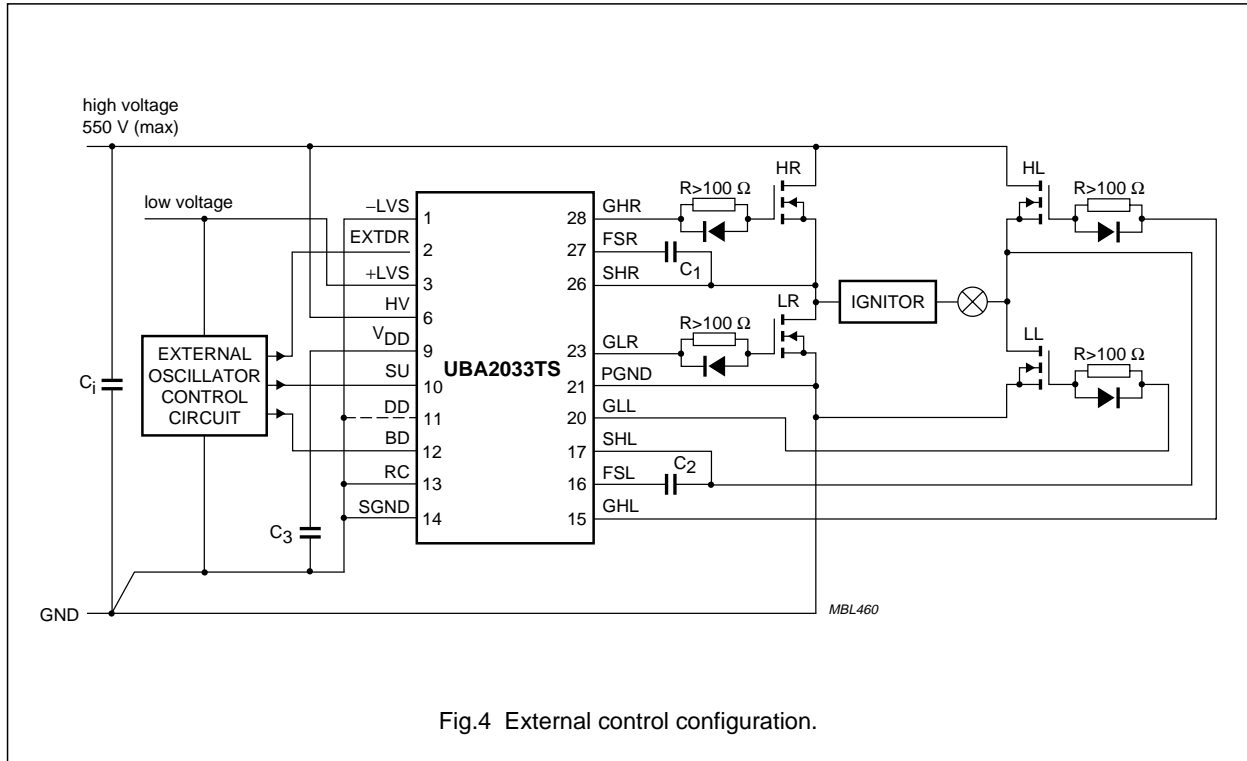 high voltage
550 V (max)
low voltage
EXTERNAL
OSCILLATOR
CONTROL
CIRCUIT
Ci
C3
GND
−LVS 1
EXTDR 2
+LVS 3
HV 6
VDD 9
SU 10
DD 11
BD 12
RC 13
SGND 14
UBA2033TS
28 GHR
27 FSR
26 SHR
23 GLR
21 PGND
20 GLL
17 SHL
16 FSL
15 GHL
R>100 Ω
HR
C1
R>100 Ω
LR
IGNITOR
HL
R>100 Ω
LL
R>100 Ω
C2
MBL460
Fig.4 External control configuration.